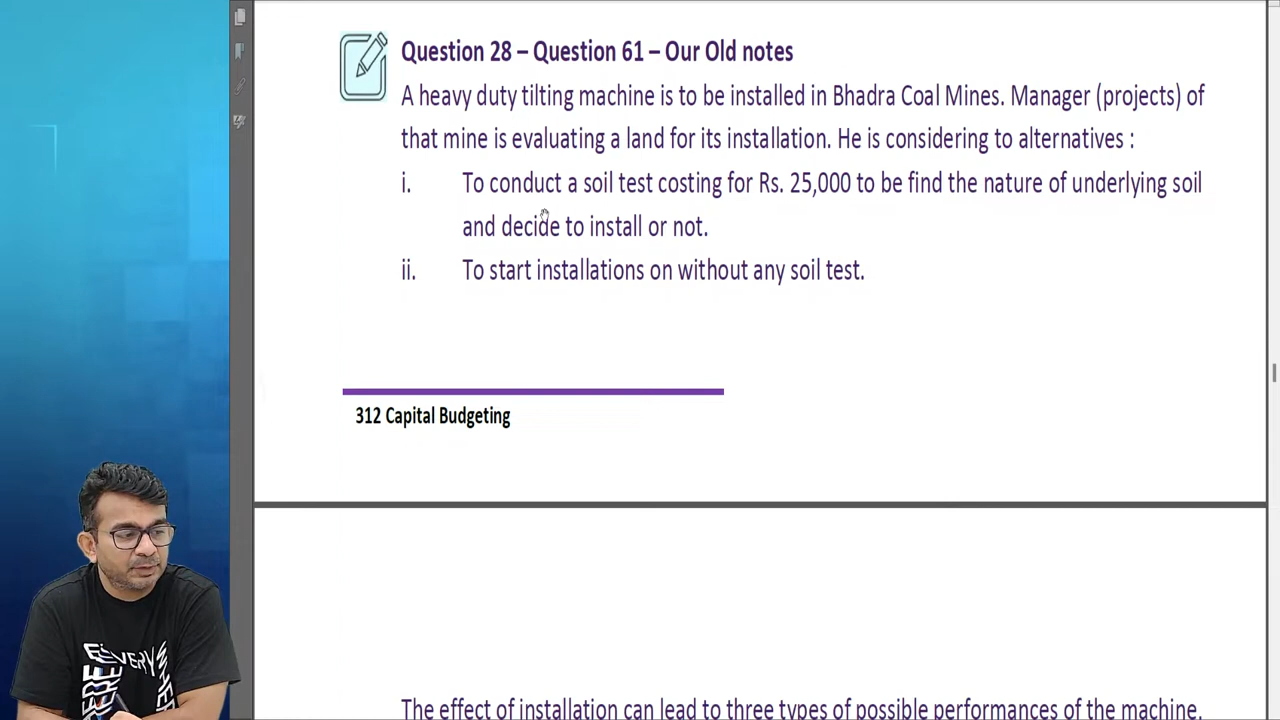 Question 28 – Question 61 – Our Old notes
A heavy duty tilting machine is to be installed in Bhadra Coal Mines. Manager (projects) of
that mine is evaluating a land for its installation. He is considering to alternatives :
i. To conduct a soil test costing for Rs. 25,000 to be find the nature of underlying soil
and decide to install or not.
ii. To start installations on without any soil test.
312 Capital Budgeting
The effect of installation can lead to three types of possible performances of the machine.
EVERY
WHE